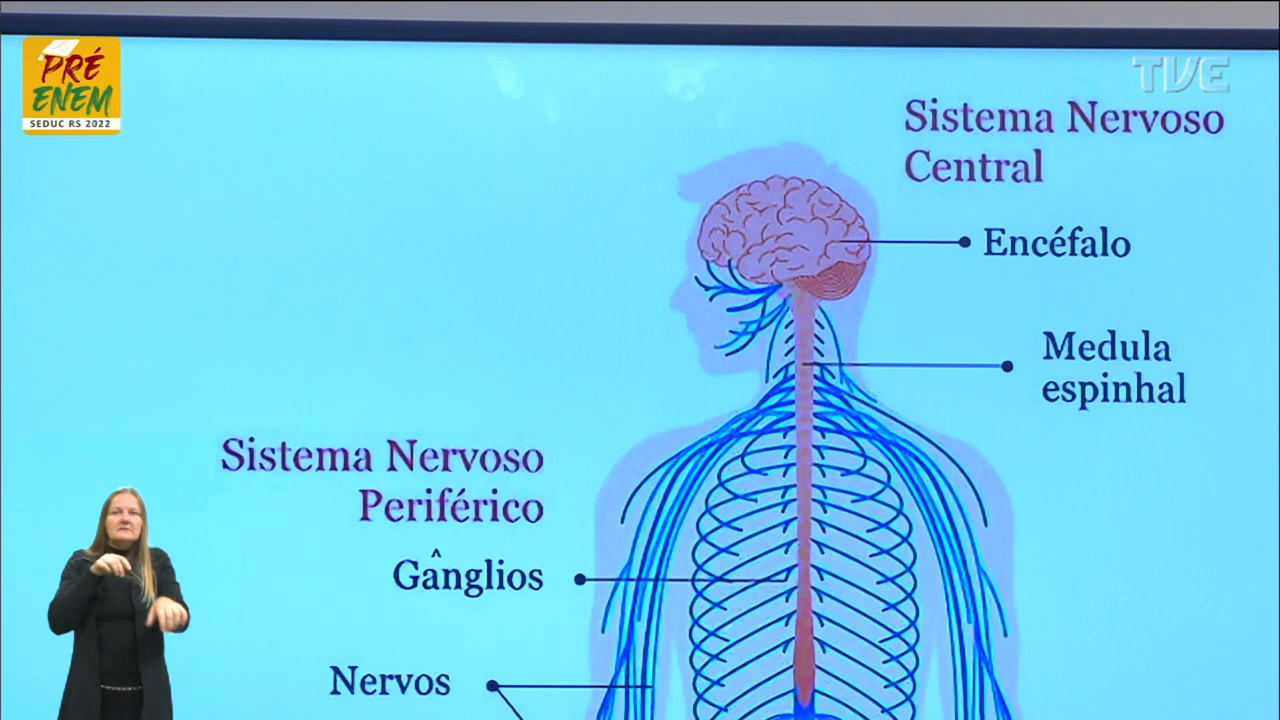 PRÉ
ENEM
SEDUC RS 2022
TVE
Sistema Nervoso
Central
Encéfalo
Medula
espinhal
Sistema Nervoso
Periférico
Gânglios
Nervos